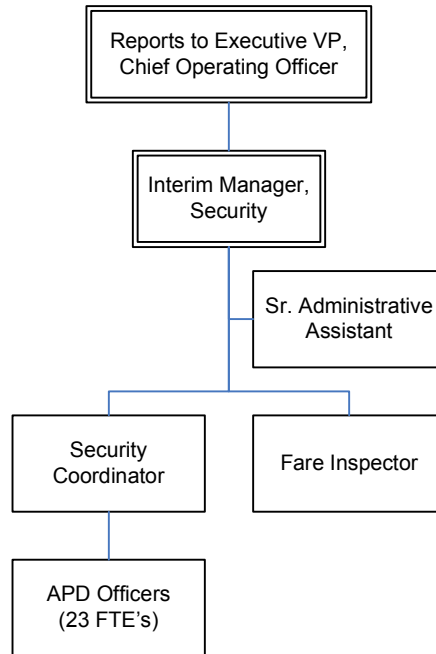 Reports to Executive VP,
Chief Operating Officer
Interim Manager,
Security
Sr. Administrative
Assistant
Security
Coordinator
Fare Inspector
APD Officers
(23 FTE’s)